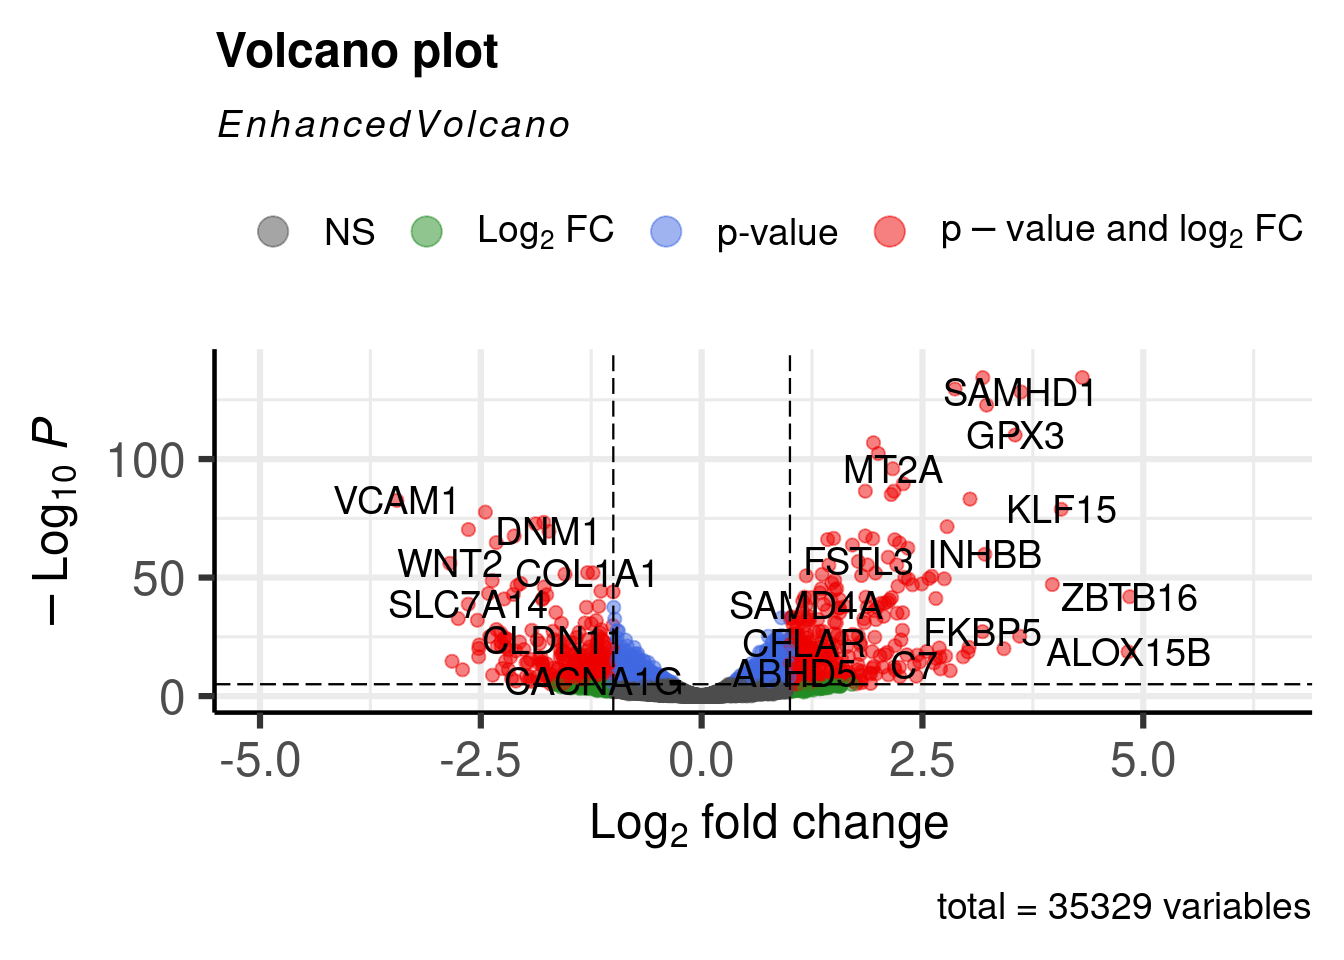 Volcano plot
EnhancedVolcano
NS Log₂ FC p-value p − value and log₂ FC
− Log₁₀ P
100
50
0
SAMHD1
GPX3
MT2A
VCAM1
KLF15
DNM1
INHBB
FSTL3
WNT2
COL1A1
ZBTB16
SLC7A14
SAMD4A
FKBP5
CLDN11
CFLAR
ALOX15B
C7
ABHD5
CACNA1G
-5.0 -2.5 0.0 2.5 5.0
Log₂ fold change
total = 35329 variables